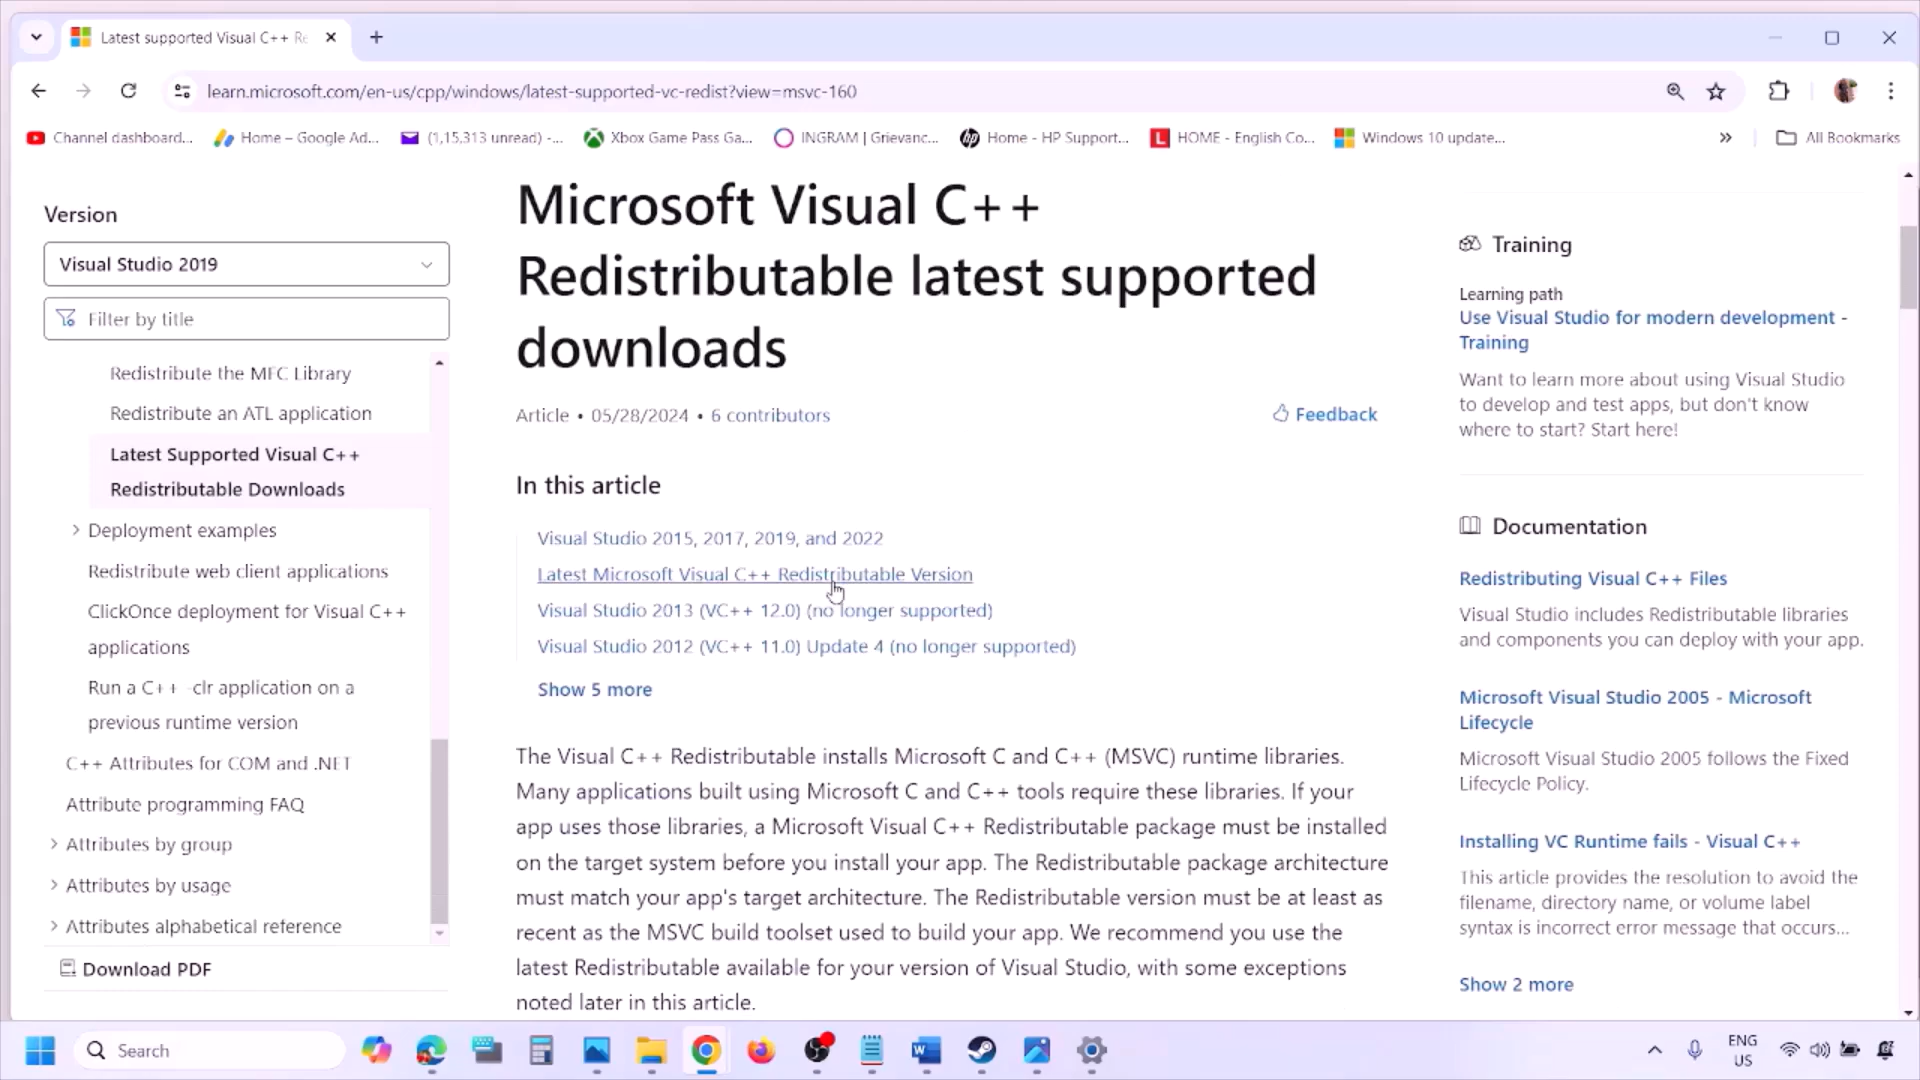 Latest supported Visual C++ Re
learn.microsoft.com/en-us/cpp/windows/latest-supported-vc-redist?view=msvc-160
Channel dashboard...
Home – Google Ad...
(1,15,313 unread) -...
Xbox Game Pass Ga...
INGRAM | Grievanc...
Home - HP Support...
HOME - English Co...
Windows 10 update...
All Bookmarks
Version
Visual Studio 2019
Filter by title
Redistribute the MFC Library
Redistribute an ATL application
Latest Supported Visual C++
Redistributable Downloads
Deployment examples
Redistribute web client applications
ClickOnce deployment for Visual C++
applications
Run a C++ -clr application on a
previous runtime version
C++ Attributes for COM and .NET
Attribute programming FAQ
Attributes by group
Attributes by usage
Attributes alphabetical reference
Download PDF
Microsoft Visual C++
Redistributable latest supported
downloads
Article • 05/28/2024 • 6 contributors
Feedback
In this article
Visual Studio 2015, 2017, 2019, and 2022
Latest Microsoft Visual C++ Redistributable Version
Visual Studio 2013 (VC++ 12.0) (no longer supported)
Visual Studio 2012 (VC++ 11.0) Update 4 (no longer supported)
Show 5 more
The Visual C++ Redistributable installs Microsoft C and C++ (MSVC) runtime libraries.
Many applications built using Microsoft C and C++ tools require these libraries. If your
app uses those libraries, a Microsoft Visual C++ Redistributable package must be installed
on the target system before you install your app. The Redistributable package architecture
must match your app's target architecture. The Redistributable version must be at least as
recent as the MSVC build toolset used to build your app. We recommend you use the
latest Redistributable available for your version of Visual Studio, with some exceptions
noted later in this article.
Training
Learning path
Use Visual Studio for modern development -
Training
Want to learn more about using Visual Studio
to develop and test apps, but don't know
where to start? Start here!
Documentation
Redistributing Visual C++ Files
Visual Studio includes Redistributable libraries
and components you can deploy with your app.
Microsoft Visual Studio 2005 - Microsoft
Lifecycle
Microsoft Visual Studio 2005 follows the Fixed
Lifecycle Policy.
Installing VC Runtime fails - Visual C++
This article provides the resolution to avoid the
filename, directory name, or volume label
syntax is incorrect error message that occurs...
Show 2 more
Search
ENG
US